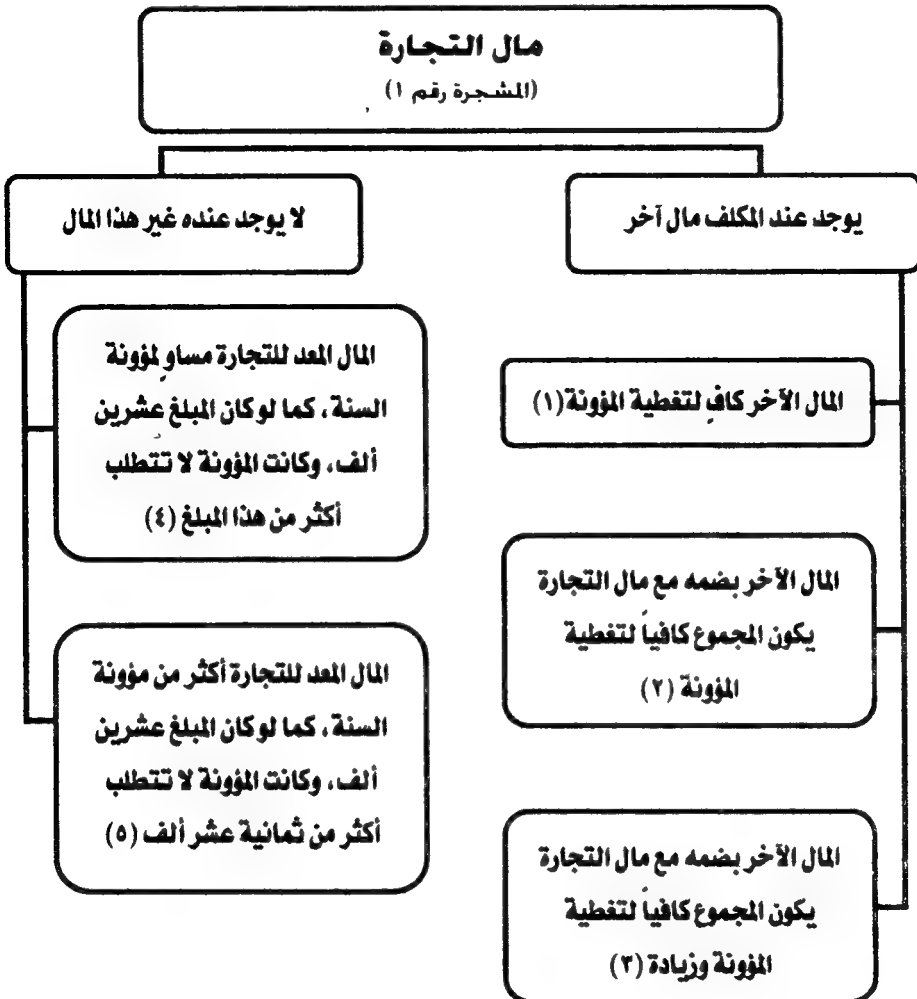 مال التجارة
(المشجرة رقم ١)
يوجد عند المكلف مال آخر
المال الآخر كافٍ لتغطية المؤونة (١)
المال الآخر بضمه مع مال التجارة
يكون المجموع كافياً لتغطية
المؤونة (٢)
المال الآخر بضمه مع مال التجارة
يكون المجموع كافياً لتغطية
المؤونة وزيادة (٣)
لا يوجد عنده غير هذا المال
المال المعد للتجارة مساوٍ لمؤونة
السنة، كما لو كان المبلغ عشرين
ألف، وكانت المؤونة لا تتطلب
أكثر من هذا المبلغ (٤)
المال المعد للتجارة أكثر من مؤونة
السنة، كما لو كان المبلغ عشرين
ألف، وكانت المؤونة لا تتطلب
أكثر من ثمانية عشر ألف (٥)